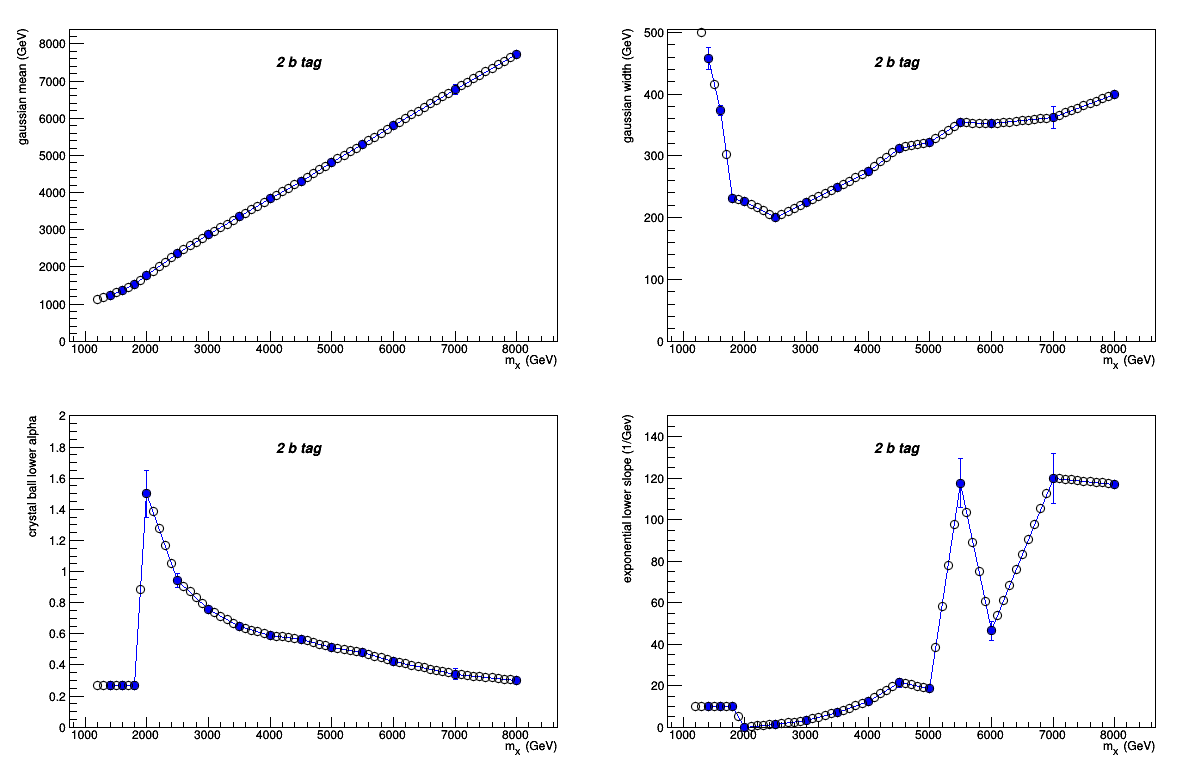 gaussian mean (GeV)
2 b tag
8000
7000
6000
5000
4000
3000
2000
1000
0
1000 2000 3000 4000 5000 6000 7000 8000
mx (GeV)
gaussian width (GeV)
2 b tag
500
400
300
200
100
0
1000 2000 3000 4000 5000 6000 7000 8000
mx (GeV)
crystal ball lower alpha
2 b tag
2
1.8
1.6
1.4
1.2
1
0.8
0.6
0.4
0.2
0
1000 2000 3000 4000 5000 6000 7000 8000
mx (GeV)
exponential lower slope (1/Gev)
2 b tag
140
120
100
80
60
40
20
0
1000 2000 3000 4000 5000 6000 7000 8000
mx (GeV)